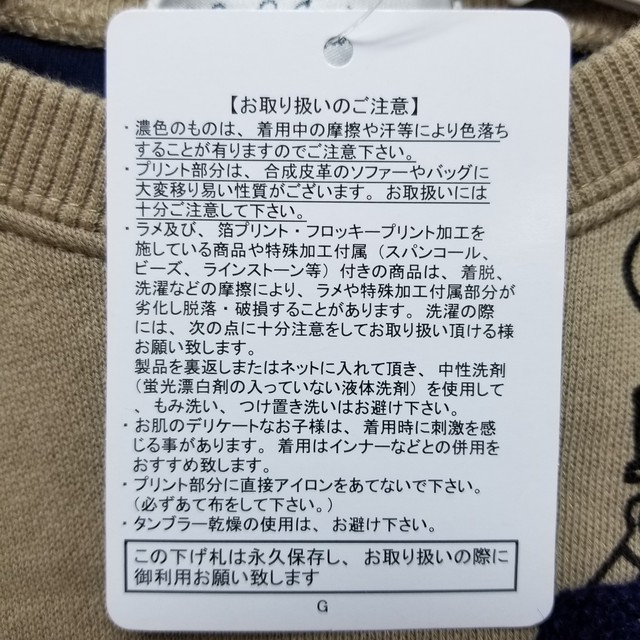 【お取り扱いのご注意】
・濃色のものは、着用中の摩擦や汗等により色落ち
することが有りますのでご注意下さい。
・プリント部分は、合成皮革のソファーやバッグに
大変移り易い性質がございます。お取扱いには
十分ご注意して下さい。
・ラメ及び、箔プリント・フロッキープリント加工を
施している商品や特殊加工付属（スパンコール、
ビーズ、ラインストーン等）付きの商品は、着脱、
洗濯などの摩擦により、ラメや特殊加工付属部分が
劣化し脱落・破損することがあります。洗濯の際
には、次の点に十分注意をしてお取り扱い頂ける様
お願い致します。
製品を裏返しまたはネットに入れて頂き、中性洗剤
（蛍光漂白剤の入っていない液体洗剤）を使用して
、もみ洗い、つけ置き洗いはお避け下さい。
・お肌のデリケートなお子様は、着用時に刺激を感
じる事があります。着用はインナーなどとの併用を
おすすめ致します。
・プリント部分に直接アイロンをあてないで下さい。
（必ずあて布をして下さい。）
・タンブラー乾燥の使用は、お避け下さい。
この下げ札は永久保存し、お取り扱いの際に
御利用お願い致します
G